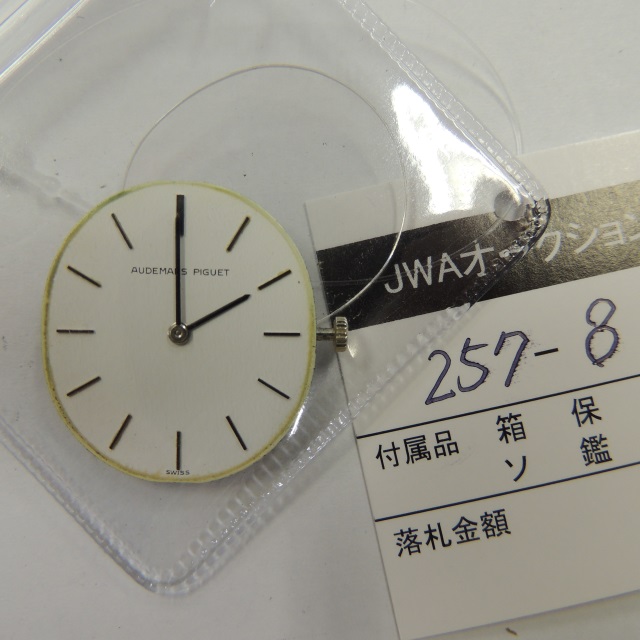 AUDEMARS PIGUET
SWISS
JWAオークション
257-8
付属品 箱 保
ソ 鑑
落札金額